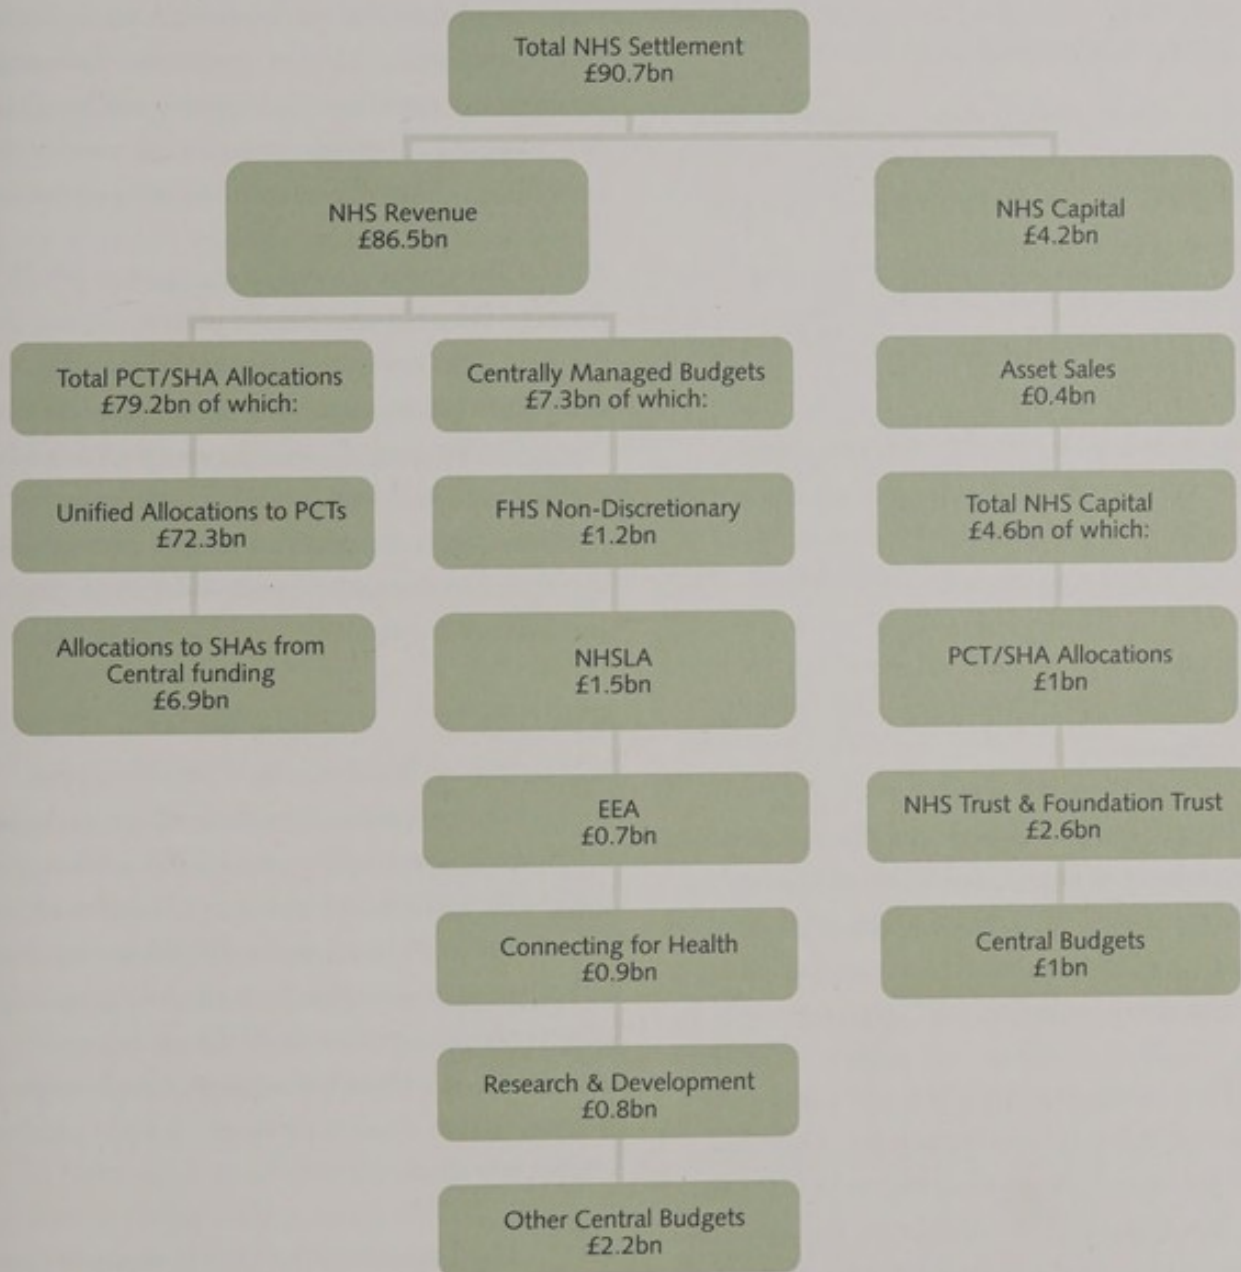 Total NHS Settlement
£90.7bn
NHS Revenue
£86.5bn
NHS Capital
£4.2bn
Total PCT/SHA Allocations
£79.2bn of which:
Unified Allocations to PCTs
£72.3bn
Allocations to SHAs from
Central funding
£6.9bn
Centrally Managed Budgets
£7.3bn of which:
FHS Non-Discretionary
£1.2bn
NHSLA
£1.5bn
EEA
£0.7bn
Connecting for Health
£0.9bn
Research & Development
£0.8bn
Other Central Budgets
£2.2bn
Asset Sales
£0.4bn
Total NHS Capital
£4.6bn of which:
PCT/SHA Allocations
£1bn
NHS Trust & Foundation Trust
£2.6bn
Central Budgets
£1bn